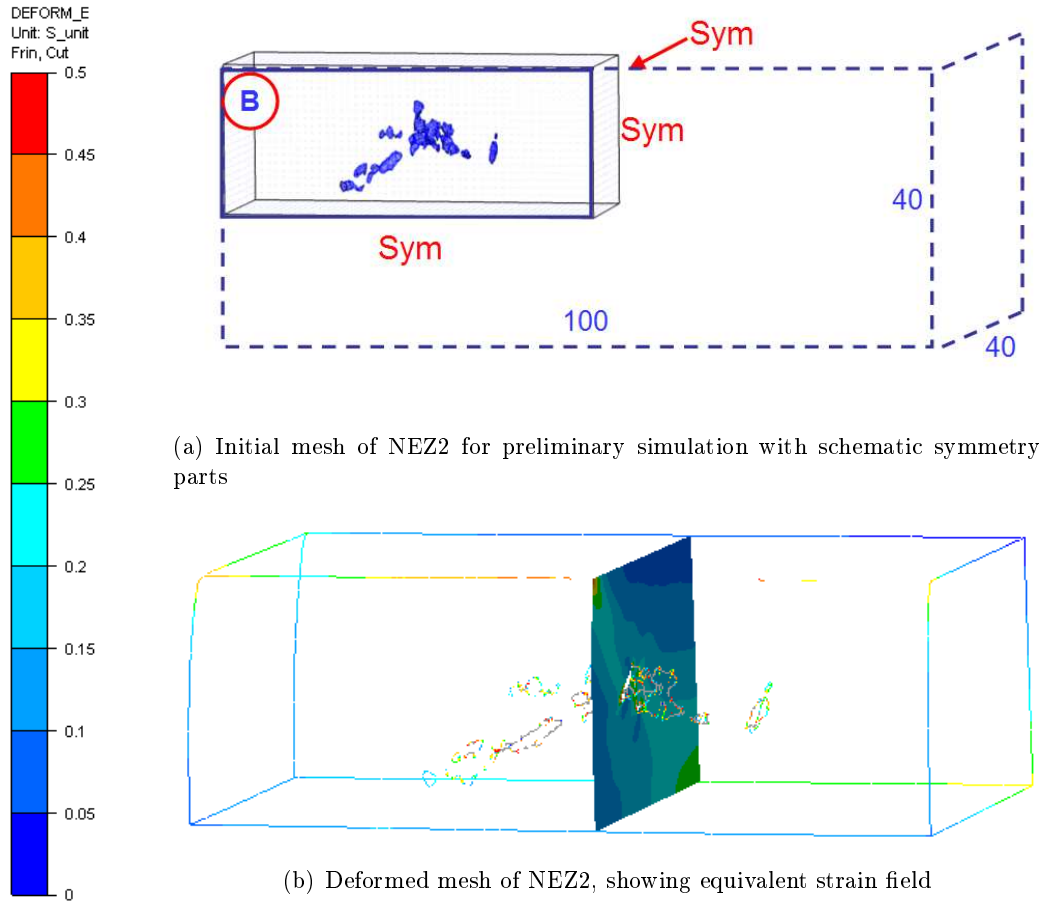 DEFORM_E
Unit: S_unit
Frin, Cut
0.5
0.45
0.4
0.35
0.3
0.25
0.2
0.15
0.1
0.05
0
Sym
B
Sym
40
Sym
100
40
(a) Initial mesh of NEZ2 for preliminary simulation with schematic symmetry
parts
(b) Deformed mesh of NEZ2, showing equivalent strain field